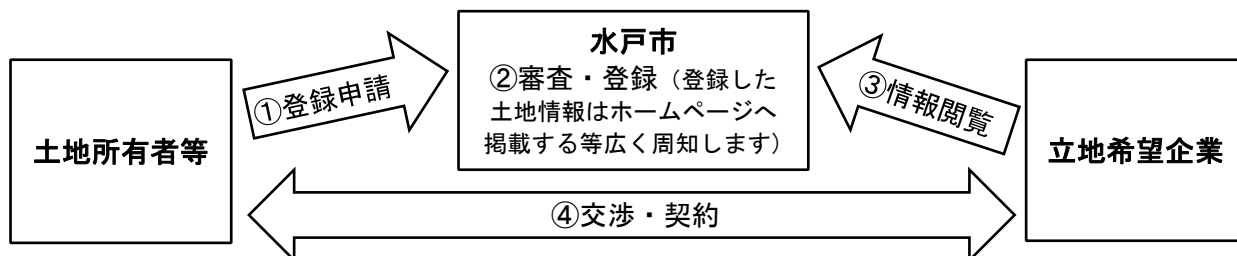 土地所有者等
①登録申請
水戸市
②審査・登録（登録した
土地情報はホームページへ
掲載する等広く周知します）
③情報閲覧
立地希望企業
④交渉・契約